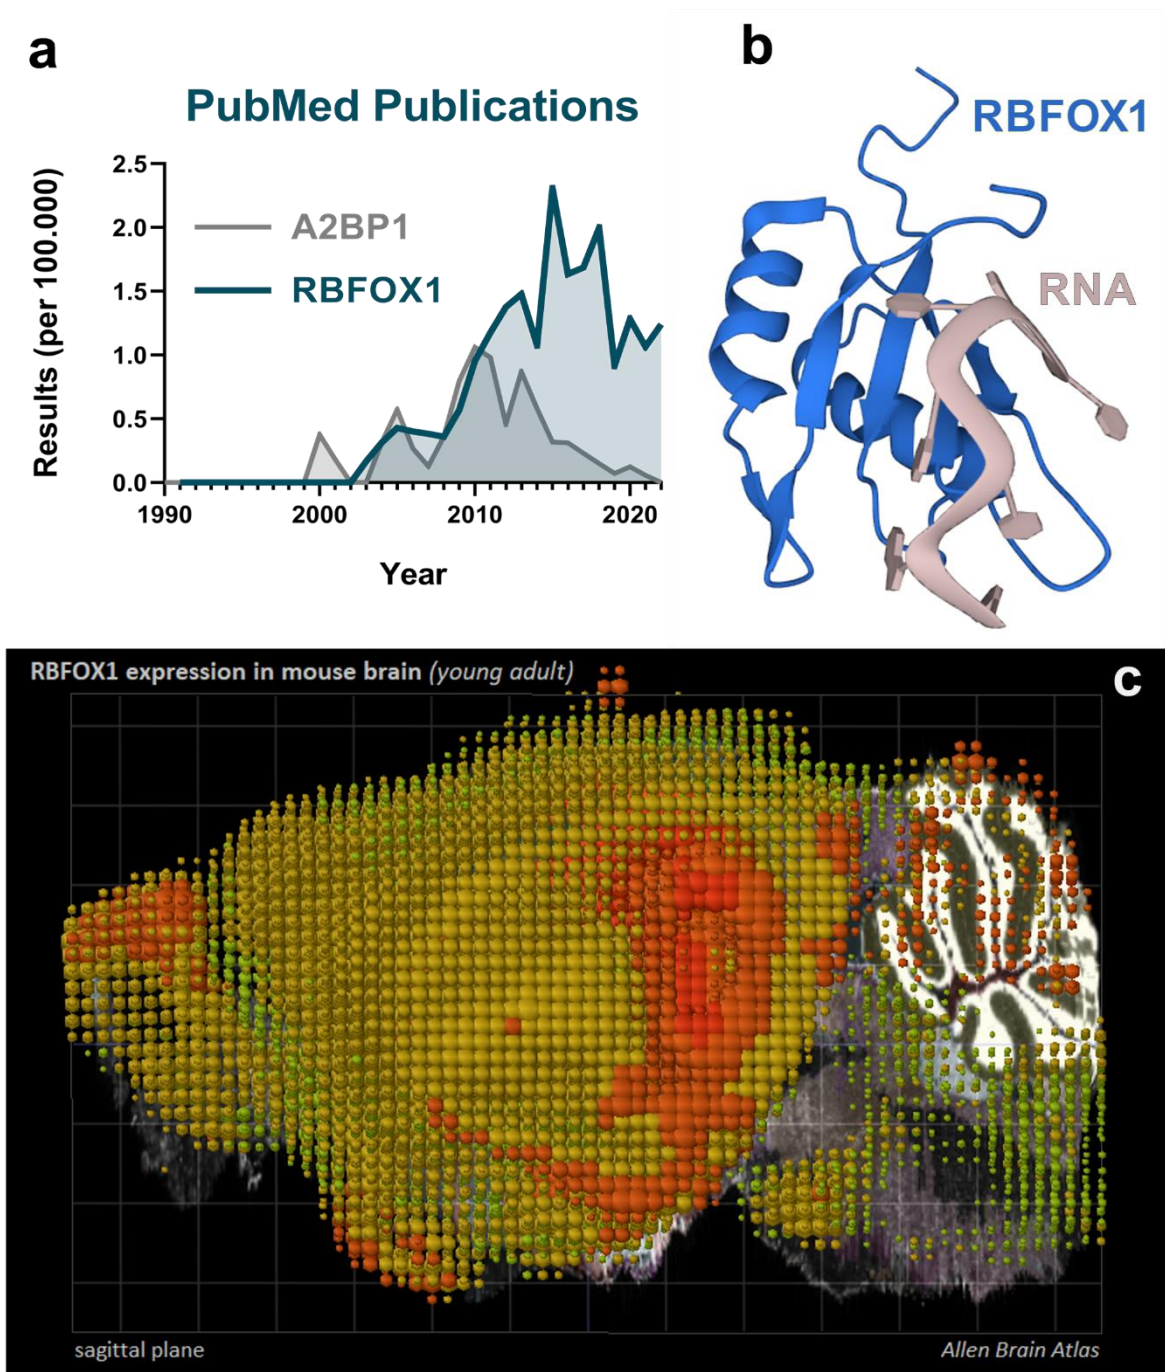 a
PubMed Publications
Results (per 100.000)
2.5
2.0
1.5
1.0
0.5
0.0
A2BP1
RBFOX1
1990
2000
2010
2020
Year
b
RBFOX1
RNA
RBFOX1 expression in mouse brain (young adult)
c
sagittal plane
Allen Brain Atlas